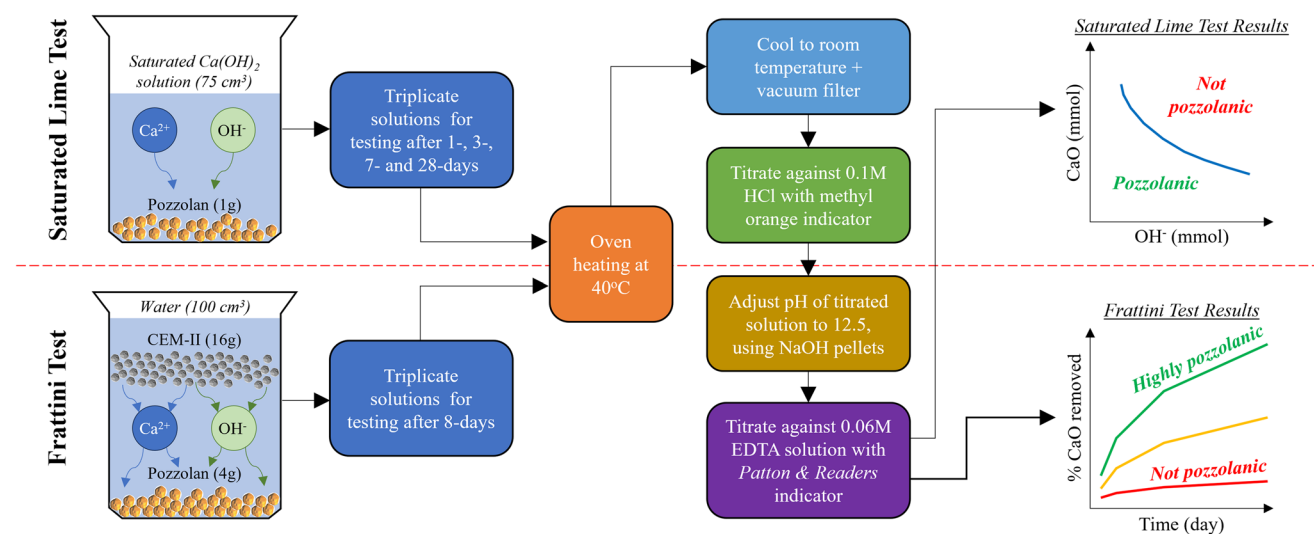 Saturated Lime Test
Saturated Ca(OH)₂
solution (75 cm³)
Ca²⁺
OH⁻
Pozzolan (1g)
Triplicate
solutions for
testing after 1-, 3-,
7- and 28-days
Frattini Test
Water (100 cm³)
CEM-II (16g)
Ca²⁺
OH⁻
Pozzolan (4g)
Triplicate
solutions for
testing after 8-days
Oven
heating at
40°C
Cool to room
temperature +
vacuum filter
Titrate against 0.1M
HCl with methyl
orange indicator
Adjust pH of titrated
solution to 12.5,
using NaOH pellets
Titrate against 0.06M
EDTA solution with
Patton & Readers
indicator
Saturated Lime Test Results
CaO (mmol)
Not
pozzolanic
Pozzolanic
OH⁻ (mmol)
Frattini Test Results
% CaO removed
Highly pozzolanic
Not pozzolanic
Time (day)